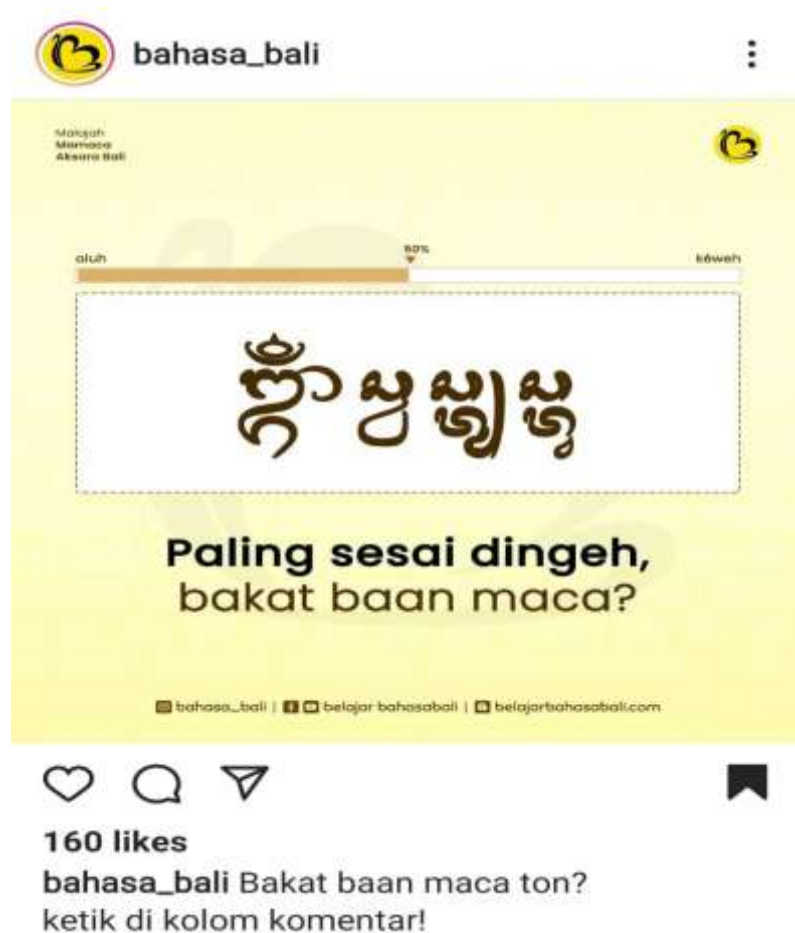 bahasa_bali
Malajah
Mamaca
Aksara Bali
aluh 50% kéweh
ᬒᬁᬲ᭄ᬯᬲ᭄ᬢ᭄ᬬᬲ᭄ᬢᬸ
Paling sesai dingeh,
bakat baan maca?
bahasa_bali | belajar bahasabali | belajarbahasabali.com
160 likes
bahasa_bali Bakat baan maca ton?
ketik di kolom komentar!